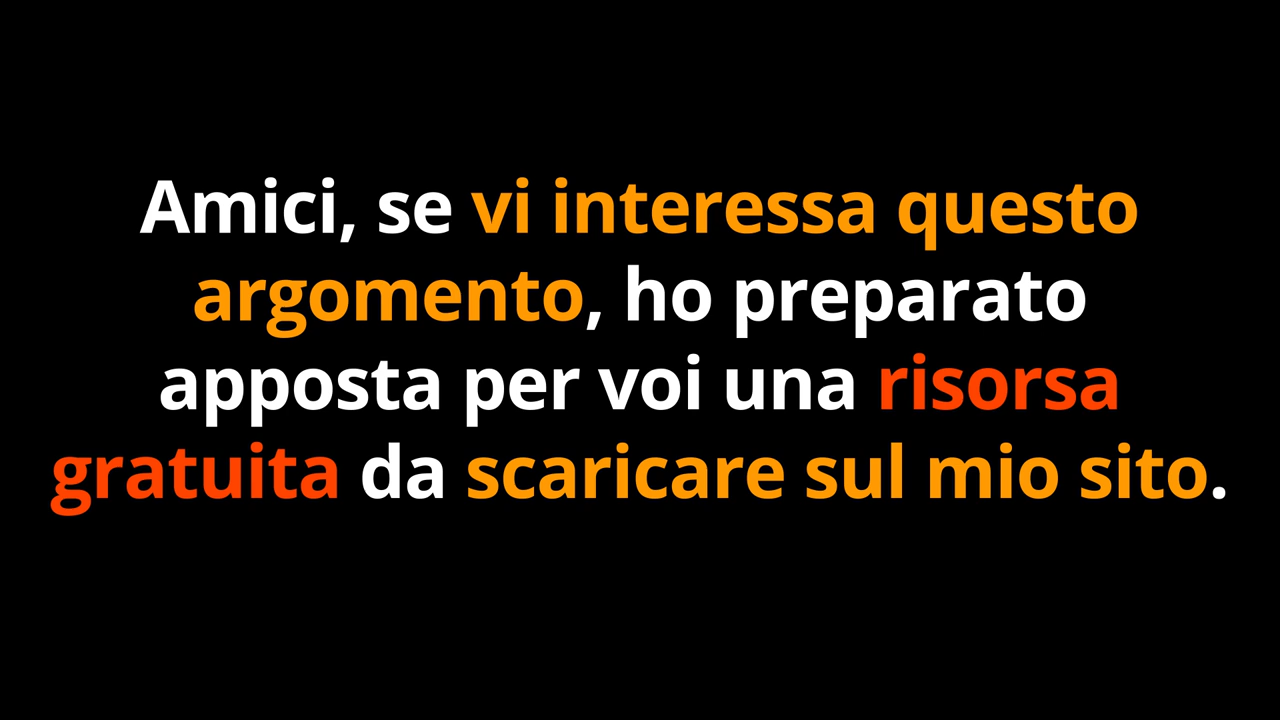 Amici, se vi interessa questo
argomento, ho preparato
apposta per voi una risorsa
gratuita da scaricare sul mio sito.